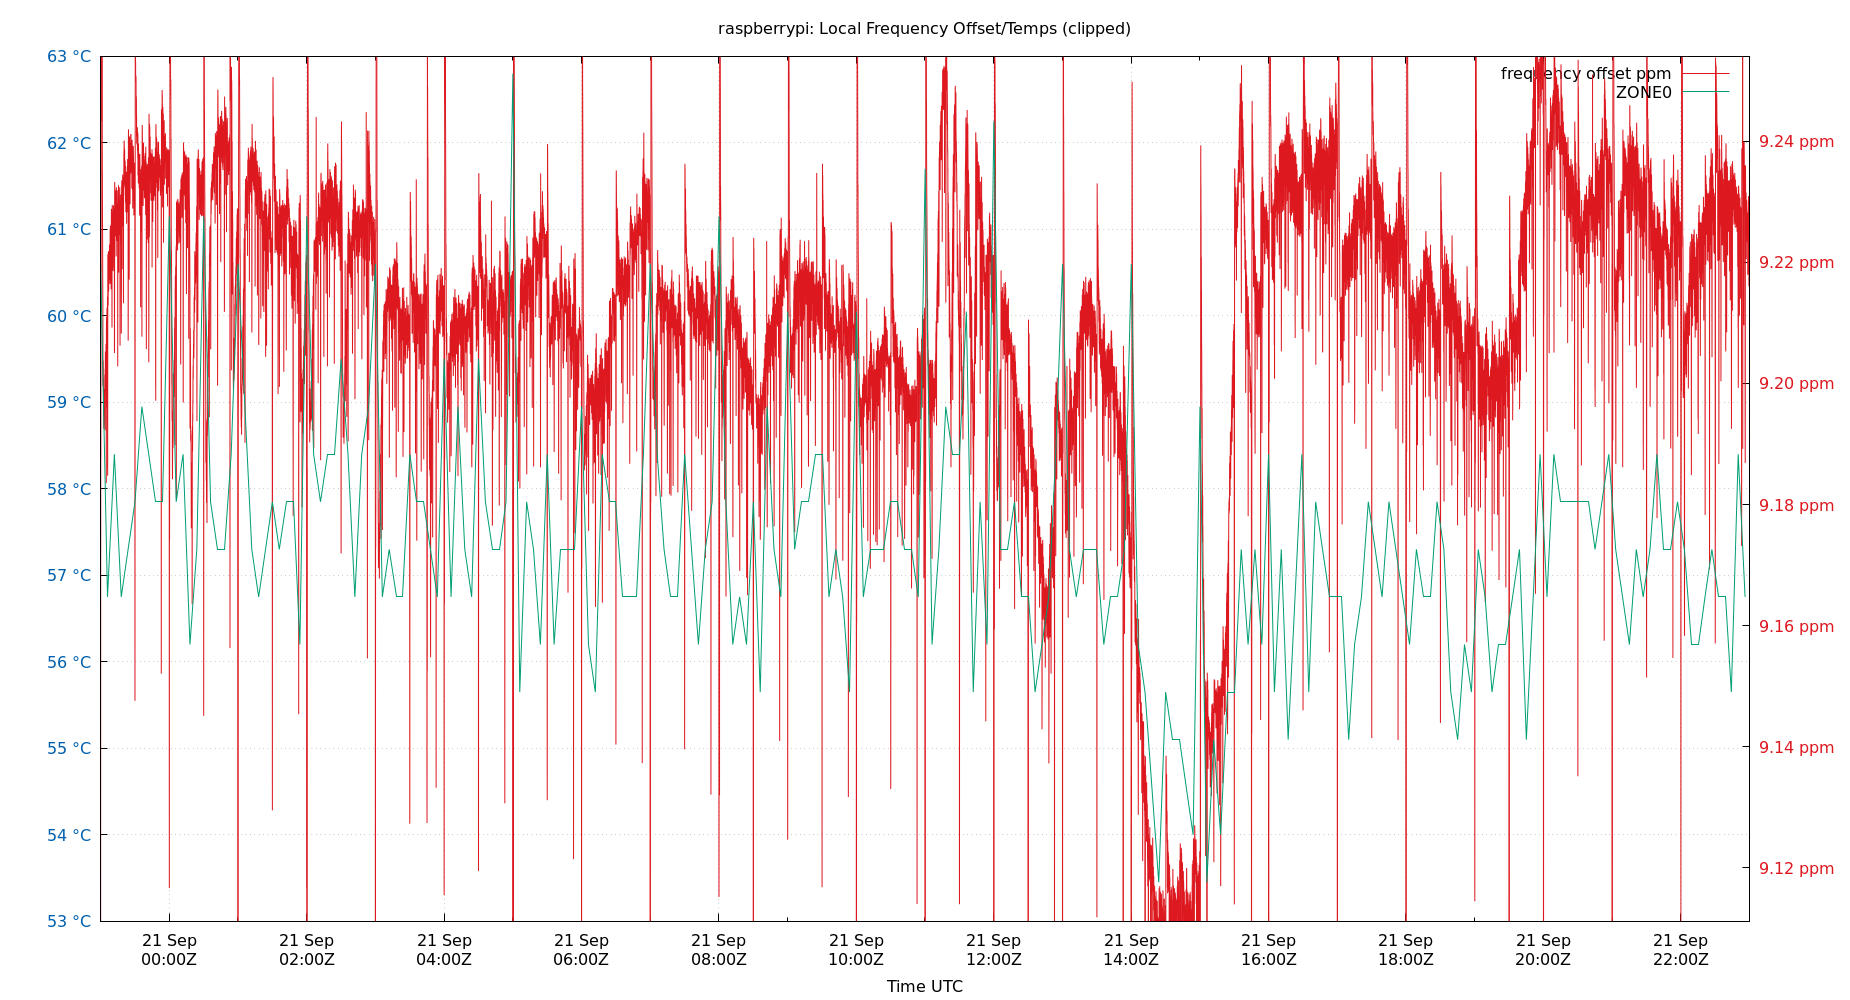 raspberrypi: Local Frequency Offset/Temps (clipped)
63 °C
62 °C
61 °C
60 °C
59 °C
58 °C
57 °C
56 °C
55 °C
54 °C
53 °C
frequency offset ppm
ZONE0
9.24 ppm
9.22 ppm
9.20 ppm
9.18 ppm
9.16 ppm
9.14 ppm
9.12 ppm
21 Sep 21 Sep 21 Sep 21 Sep 21 Sep 21 Sep 21 Sep 21 Sep 21 Sep 21 Sep 21 Sep 21 Sep
00:00Z 02:00Z 04:00Z 06:00Z 08:00Z 10:00Z 12:00Z 14:00Z 16:00Z 18:00Z 20:00Z 22:00Z
Time UTC